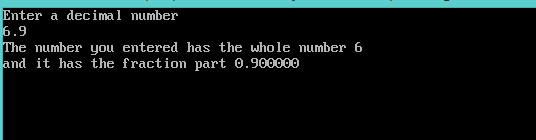 Enter a decimal number
6.9
The number you entered has the whole number 6
and it has the fraction part 0.900000